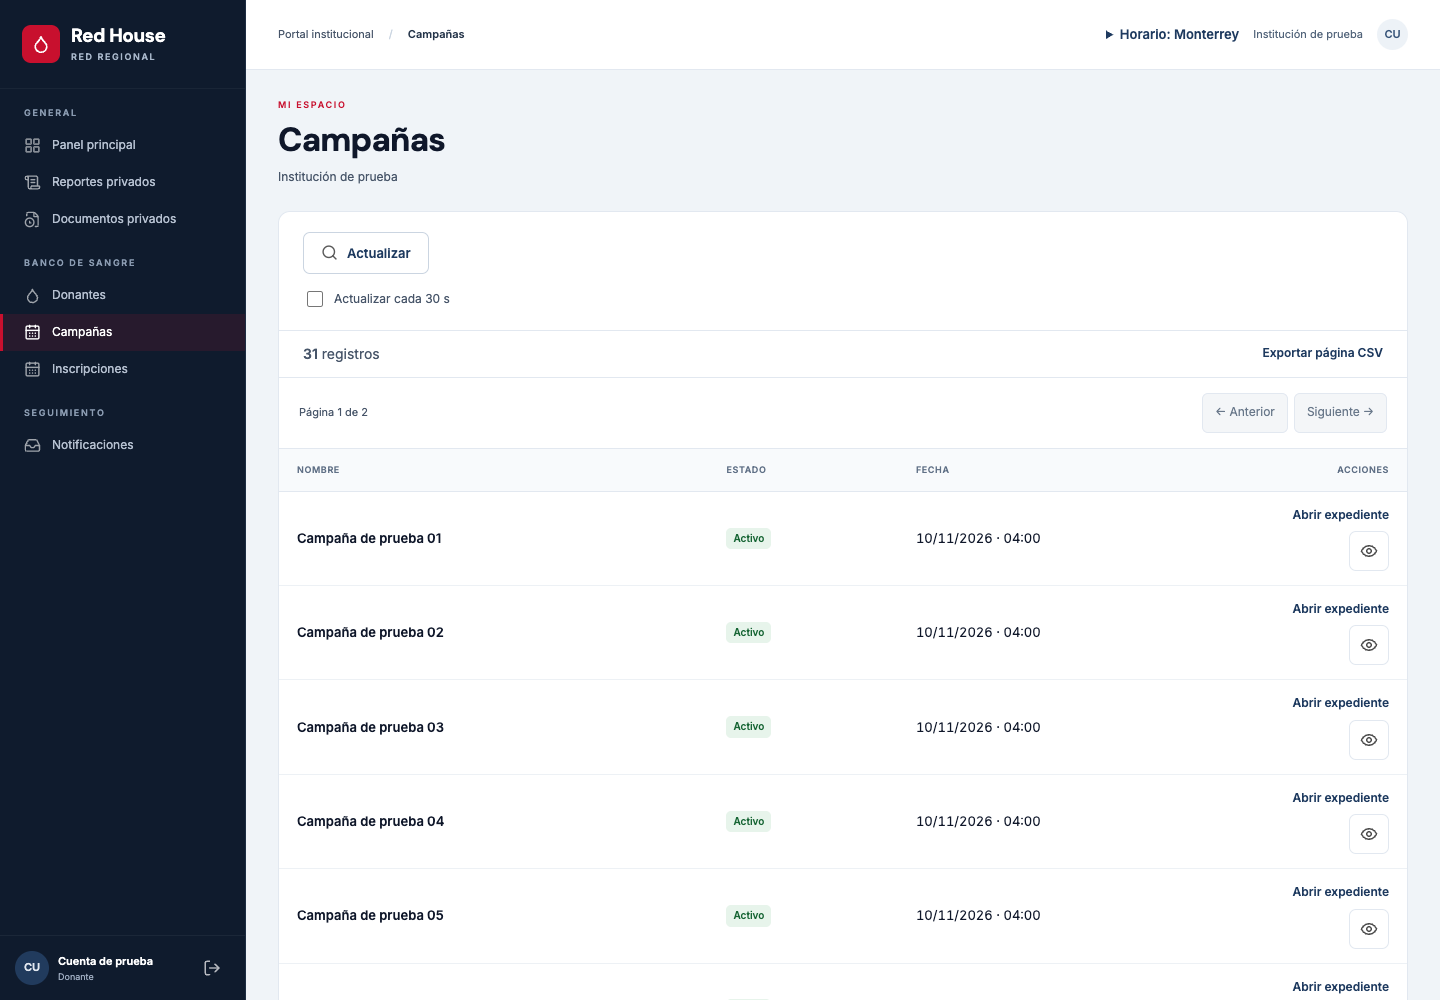 Red House
RED REGIONAL
GENERAL
Panel principal
Reportes privados
Documentos privados
BANCO DE SANGRE
Donantes
Campañas
Inscripciones
SEGUIMIENTO
Notificaciones
CU
Cuenta de prueba
Donante
Portal institucional / Campañas
▶ Horario: Monterrey Institución de prueba CU
MI ESPACIO
Campañas
Institución de prueba
Actualizar
Actualizar cada 30 s
31 registros Exportar página CSV
Página 1 de 2 ← Anterior Siguiente →
NOMBRE ESTADO FECHA ACCIONES
Abrir expediente
Campaña de prueba 01 Activo 10/11/2026 · 04:00
Abrir expediente
Campaña de prueba 02 Activo 10/11/2026 · 04:00
Abrir expediente
Campaña de prueba 03 Activo 10/11/2026 · 04:00
Abrir expediente
Campaña de prueba 04 Activo 10/11/2026 · 04:00
Abrir expediente
Campaña de prueba 05 Activo 10/11/2026 · 04:00
Abrir expediente